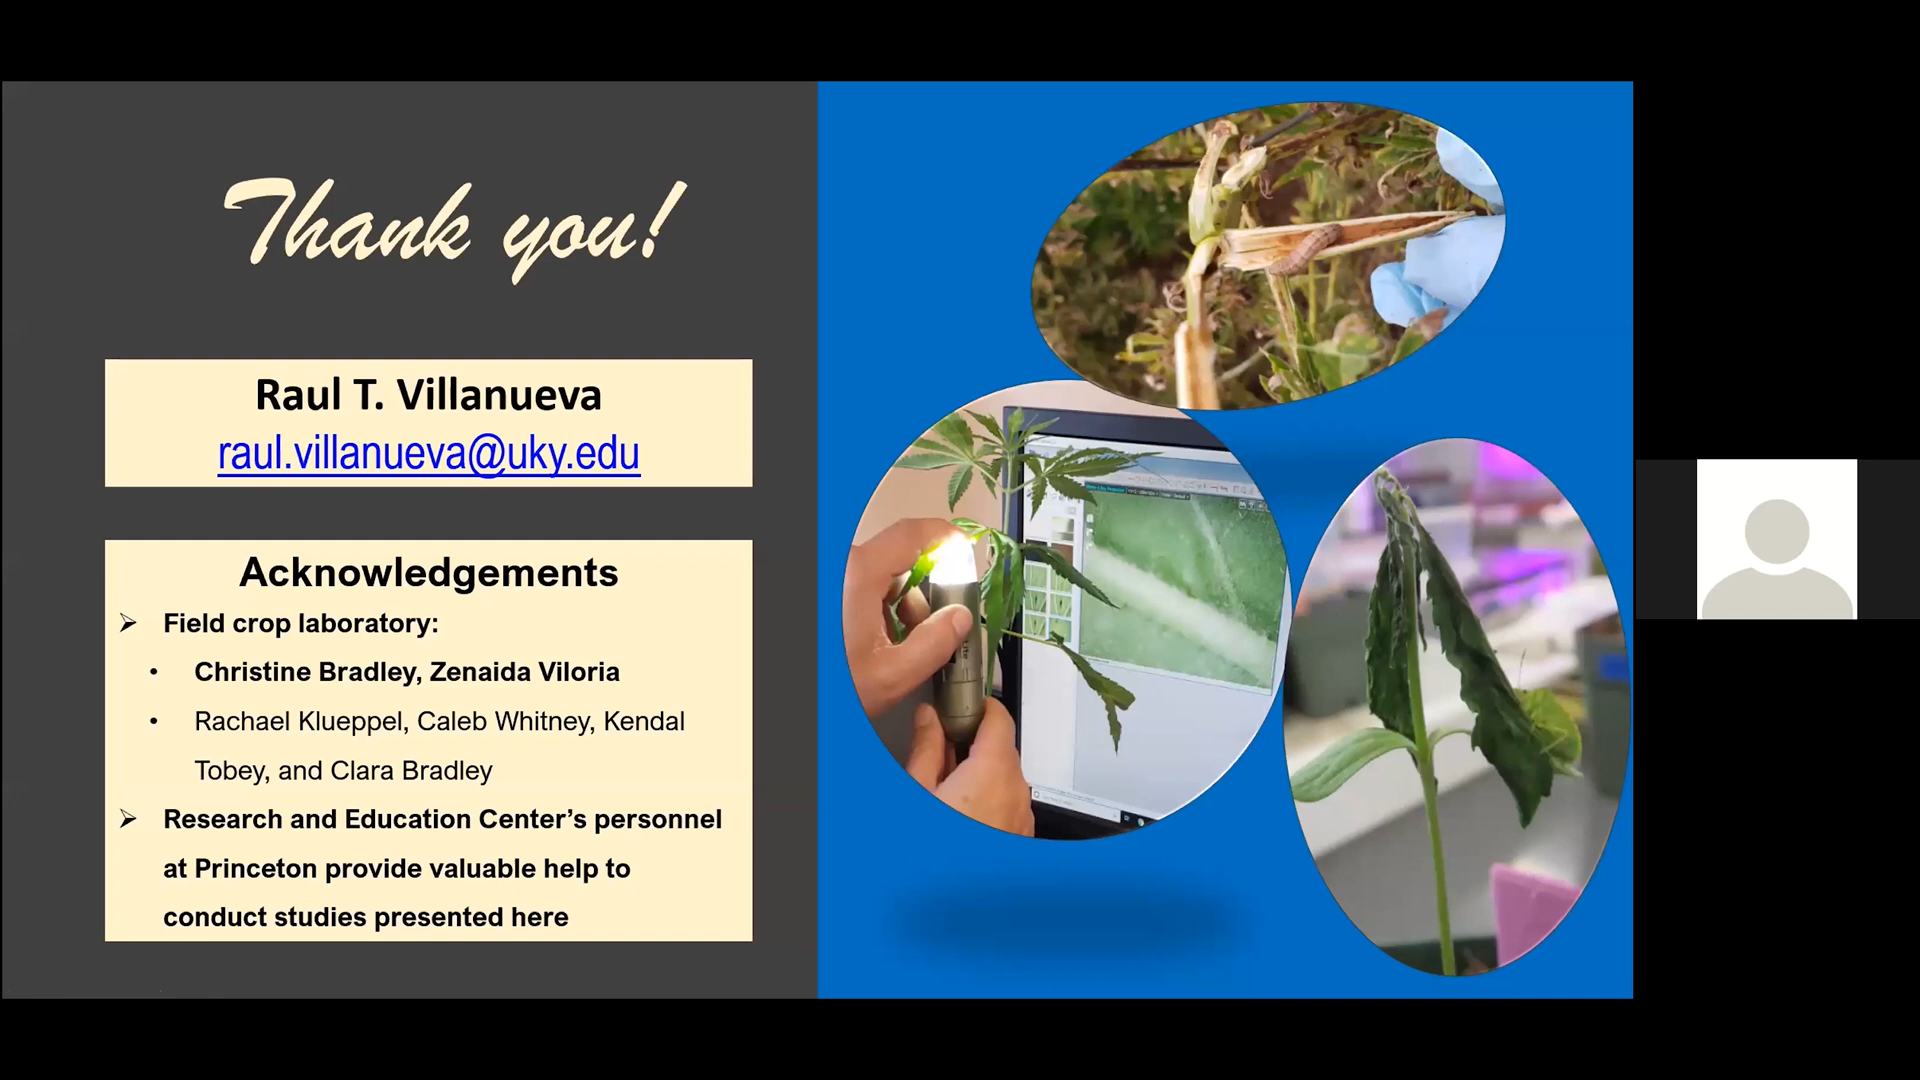 Thank you!
Raul T. Villanueva
raul.villanueva@uky.edu
Acknowledgements
Field crop laboratory:
Christine Bradley, Zenaida Viloria
Rachael Klueppel, Caleb Whitney, Kendal
Tobey, and Clara Bradley
Research and Education Center’s personnel
at Princeton provide valuable help to
conduct studies presented here